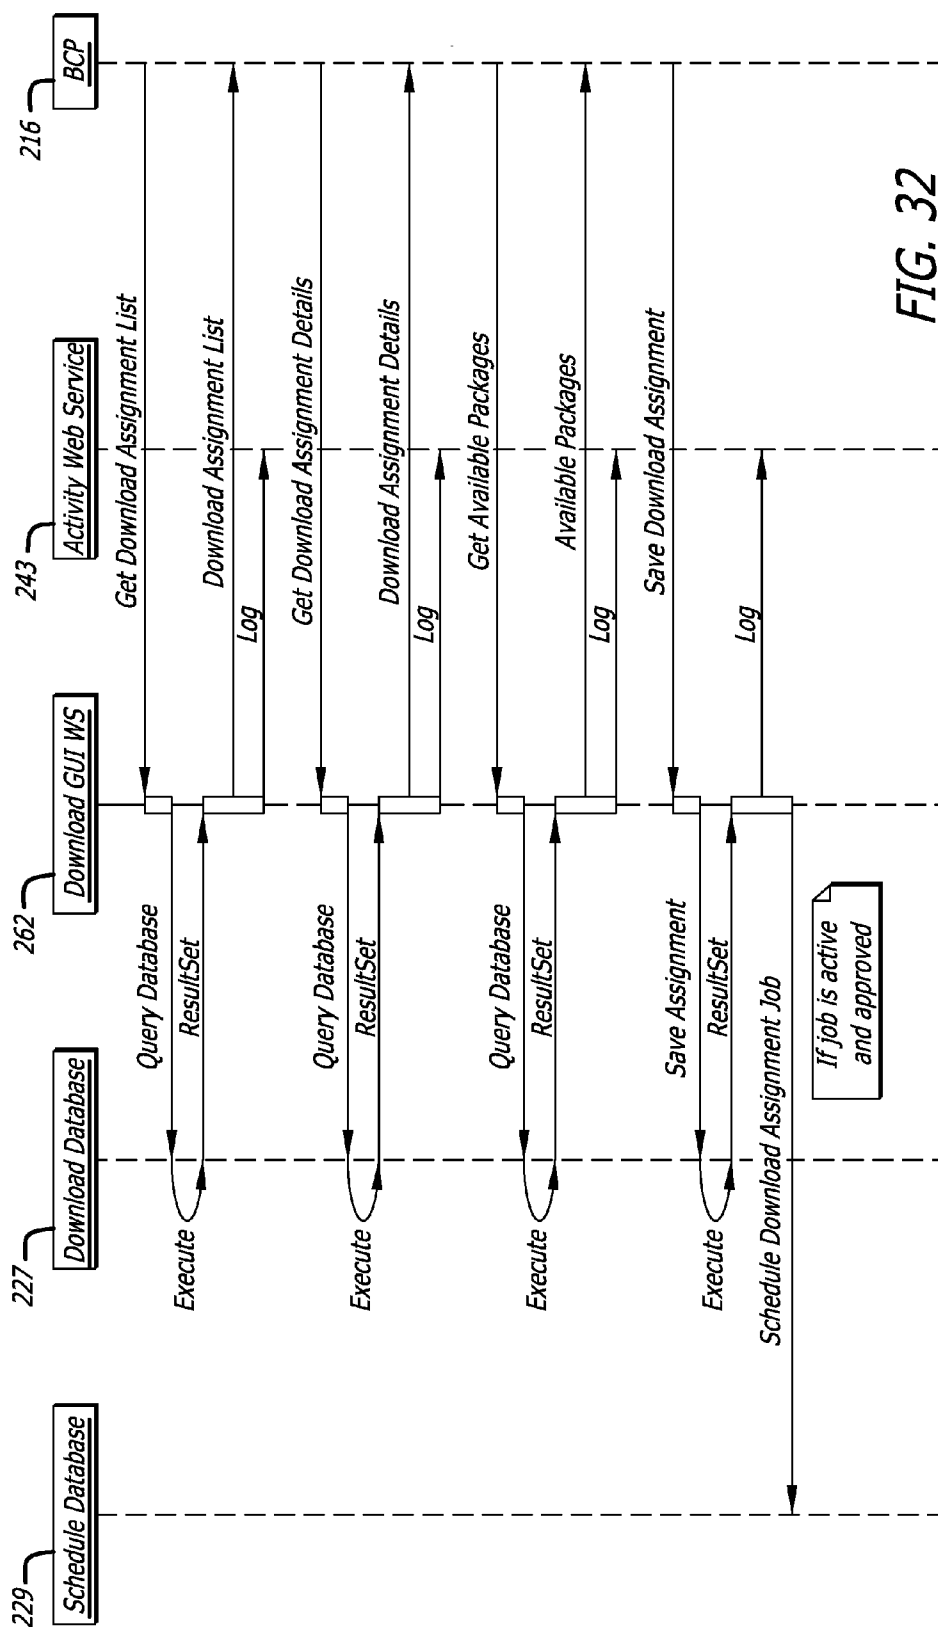 229
Schedule Database
227
Download Database
262
Download GUI WS
243
Activity Web Service
216
BCP
Get Download Assignment List
Query Database
Execute
ResultSet
Download Assignment List
Log
Get Download Assignment Details
Query Database
Execute
ResultSet
Download Assignment Details
Log
Get Available Packages
Query Database
Execute
ResultSet
Available Packages
Log
Save Download Assignment
Save Assignment
Execute
ResultSet
Log
Schedule Download Assignment Job
If job is active
and approved
FIG. 32